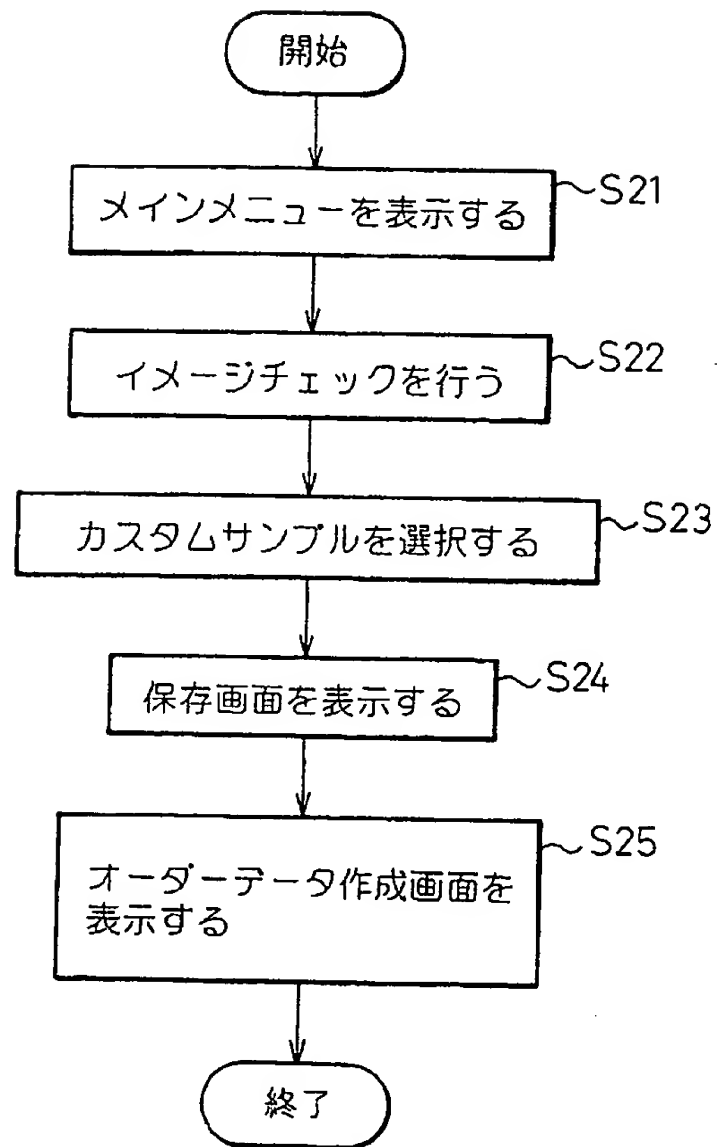 開始
メインメニューを表示する
S21
イメージチェックを行う
S22
カスタムサンプルを選択する
S23
保存画面を表示する
S24
オーダーデータ作成画面を
表示する
S25
終了